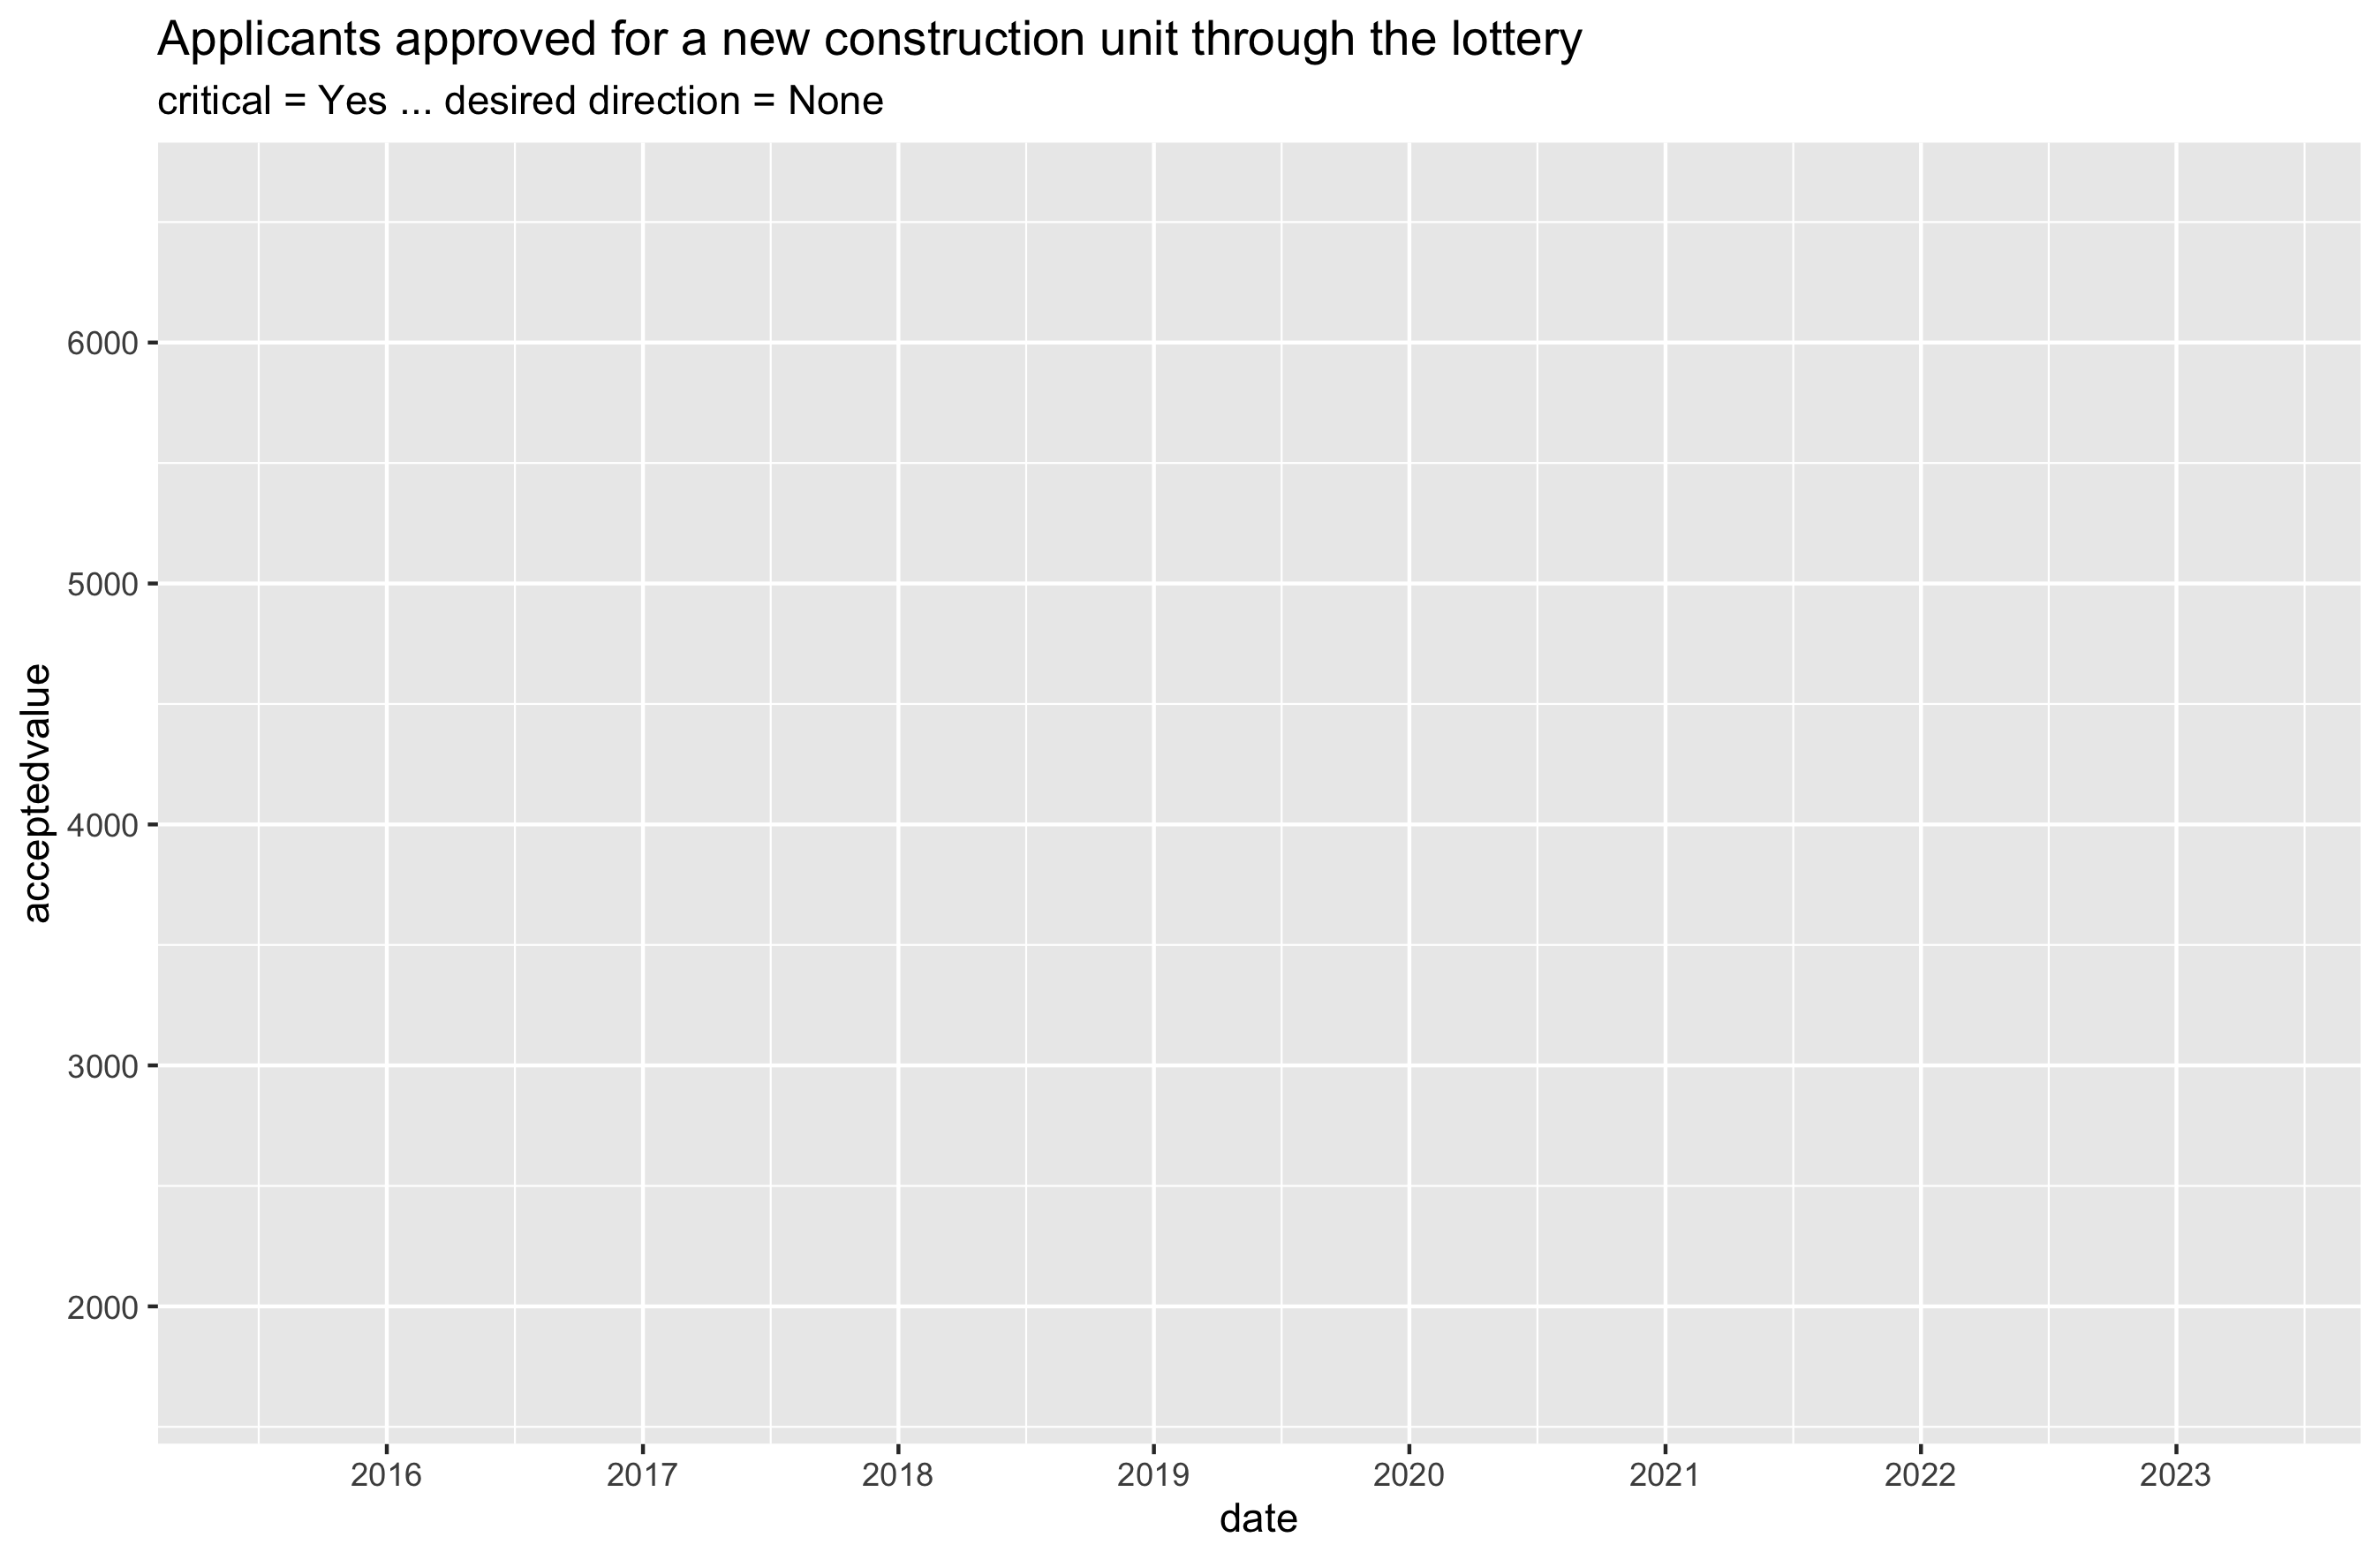 Applicants approved for a new construction unit through the lottery
critical = Yes ... desired direction = None
6000
5000
acceptedvalue
4000
3000
2000
2016 2017 2018 2019 2020 2021 2022 2023
date